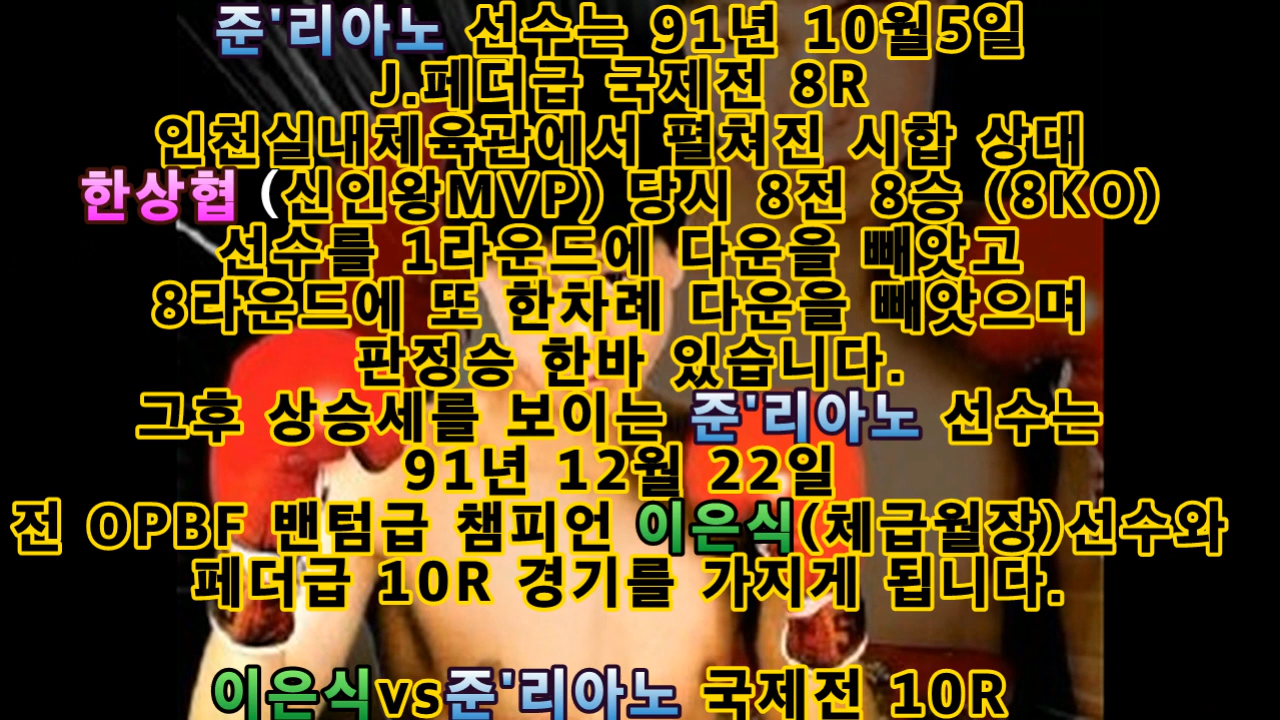 준'리아노 선수는 91년 10월5일
J.페더급 국제전 8R
인천실내체육관에서 펼쳐진 시합 상대
한상협 (신인왕MVP) 당시 8전 8승 (8KO)
선수를 1라운드에 다운을 빼앗고
8라운드에 또 한차례 다운을 빼앗으며
판정승 한바 있습니다.
그후 상승세를 보이는 준'리아노 선수는
91년 12월 22일
전 OPBF 밴텀급 챔피언 이은식(체급월장)선수와
페더급 10R 경기를 가지게 됩니다.
이은식vs준'리아노 국제전 10R